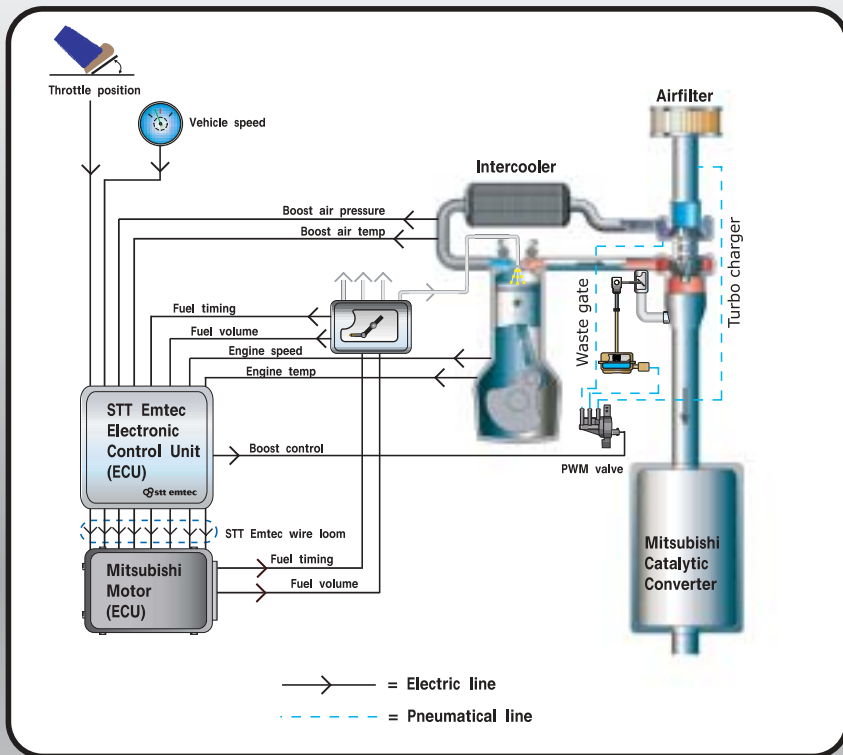 Throttle position
Vehicle speed
Airfilter
Intercooler
Boost air pressure
Boost air temp
Turbo charger
Waste gate
Fuel timing
Fuel volume
Engine speed
Engine temp
STT Emtec
Electronic
Control Unit
(ECU)
stt emtec
Boost control
PWM valve
STT Emtec wire loom
Mitsubishi
Motor
(ECU)
Fuel timing
Fuel volume
Mitsubishi
Catalytic
Converter
= Electric line
= Pneumatical line